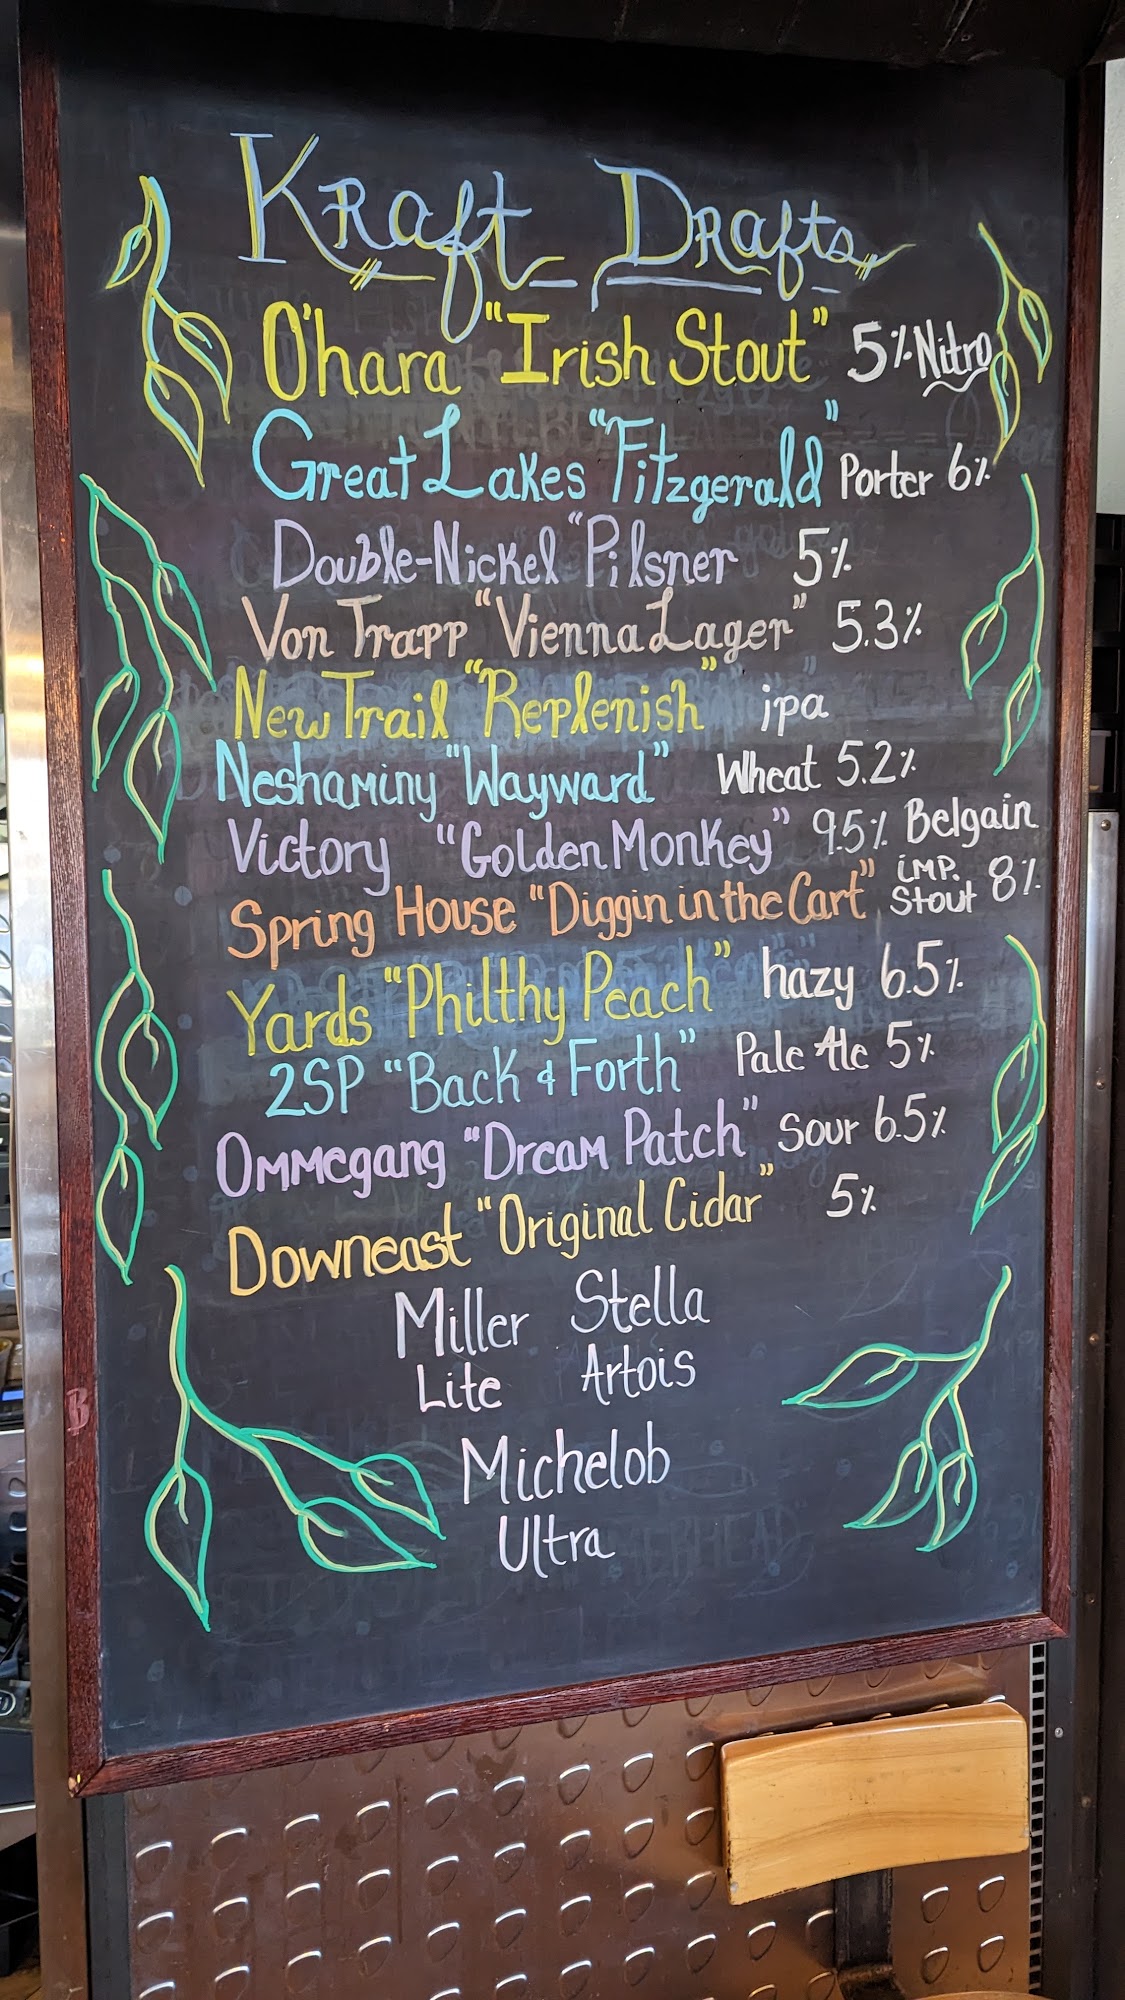 Kraft Drafts
O'hara "Irish Stout" 5% Nitro
Great Lakes "Fitzgerald" Porter 6%
Double-Nickel "Pilsner 5%
Von Trapp "Vienna Lager" 5.3%
New Trail "Replenish" ipa
Neshaminy "Wayward" Wheat 5.2%
Victory "Golden Monkey" 9.5% Belgain
Spring House "Diggin in the Cart" imp. Stout 8%
Yards "Philthy Peach" hazy 6.5%
2SP "Back & Forth" Pale Ale 5%
Ommegang "Dream Patch" Sour 6.5%
Downeast "Original Cidar" 5%
Miller Lite
Stella Artois
Michelob
Ultra